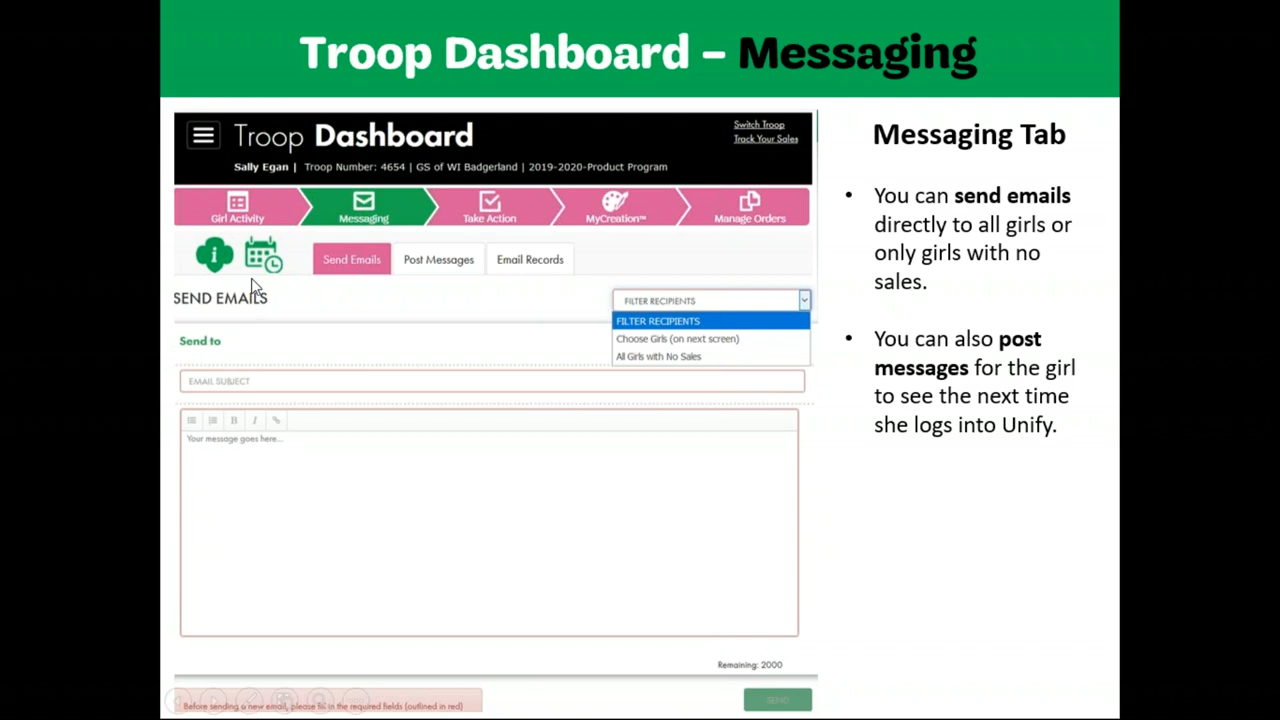 Troop Dashboard – Messaging
Troop Dashboard
Switch Troop
Track Your Sales
Sally Egan | Troop Number: 4654 | GS of WI Badgerland | 2019-2020-Product Program
Girl Activity
Messaging
Take Action
MyCreation™
Manage Orders
i
Send Emails
Post Messages
Email Records
SEND EMAILS
FILTER RECIPIENTS
FILTER RECIPIENTS
Choose Girls (on next screen)
All Girls with No Sales
Send to
EMAIL SUBJECT
B I
Your message goes here...
Remaining: 2000
Before sending a new email, please fill in the required fields (outlined in red)
SEND
Messaging Tab
• You can send emails
directly to all girls or
only girls with no
sales.
• You can also post
messages for the girl
to see the next time
she logs into Unify.